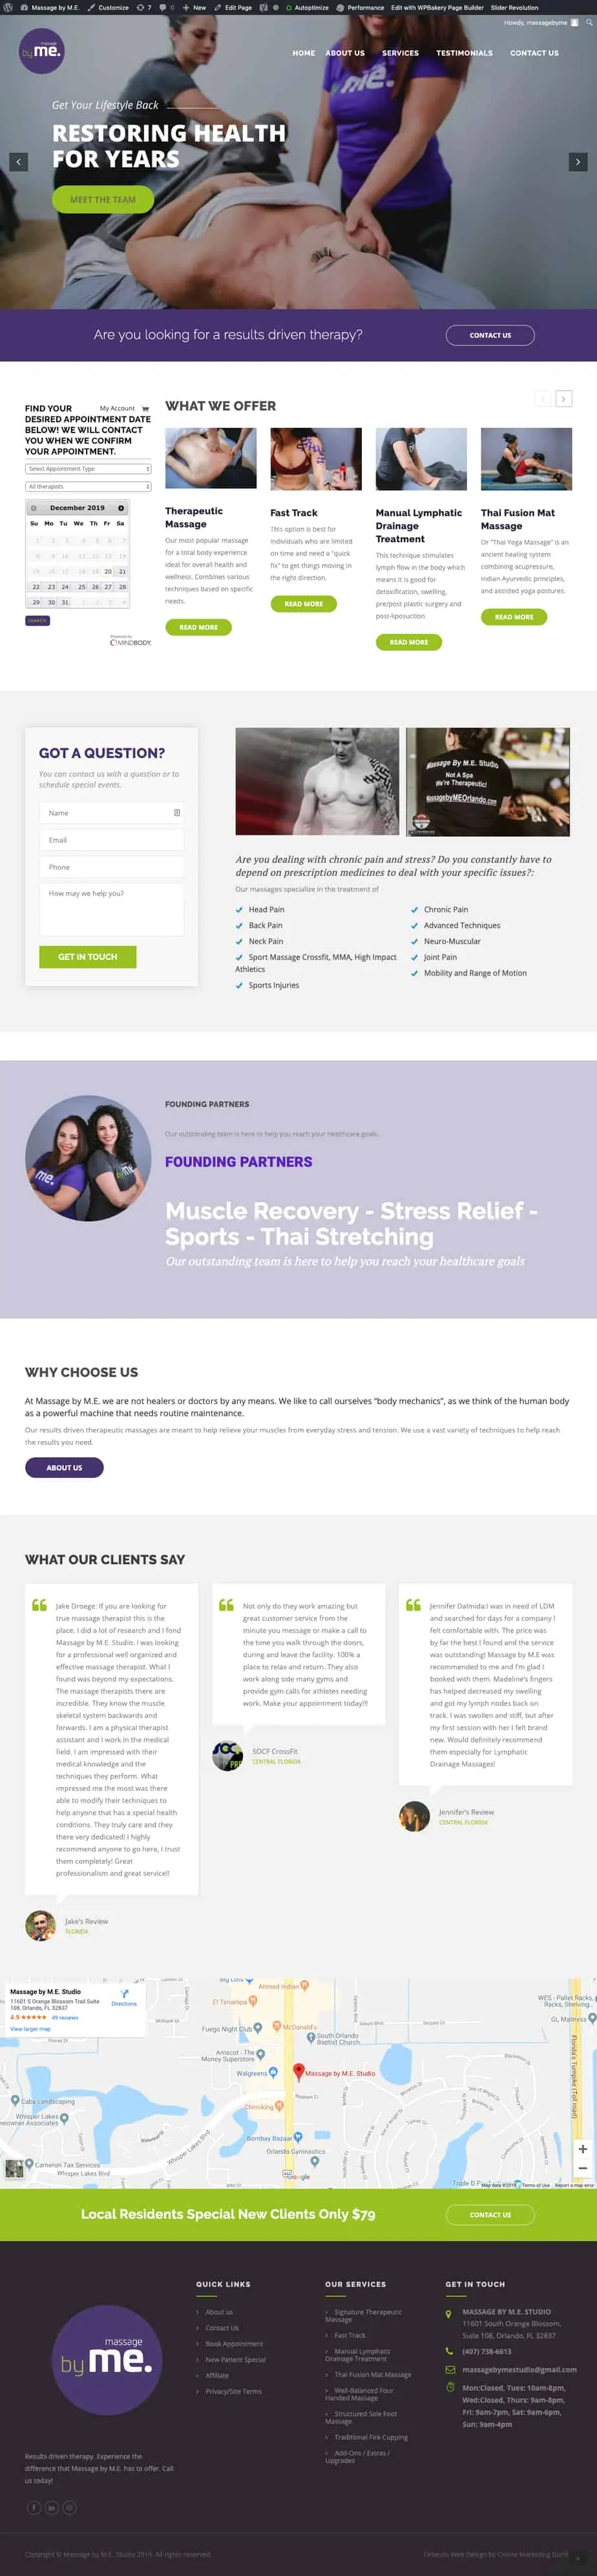 Massage by M.E. Customize 7 0 New Edit Page Autoptimize Performance Edit with WPBakery Page Builder Slider Revolution
Howdy, massagebyme
massage
by me.
HOME ABOUT US SERVICES TESTIMONIALS CONTACT US
me.
Get Your Lifestyle Back
RESTORING HEALTH
FOR YEARS
MEET THE TEAM
Are you looking for a results driven therapy?
CONTACT US
FIND YOUR
My Account
DESIRED APPOINTMENT DATE
BELOW! WE WILL CONTACT
YOU WHEN WE CONFIRM
YOUR APPOINTMENT.
Select Appointment Type
All therapists
December 2019
Su Mo Tu We Th Fr Sa
1 2 3 4 5 6 7
8 9 10 11 12 13 14
15 16 17 18 19 20 21
22 23 24 25 26 27 28
29 30 31 1 2 3 4
SEARCH
Powered by
MINDBODY
WHAT WE OFFER
Therapeutic
Massage
Our most popular massage
for a total body experience
ideal for overall health and
wellness. Combines various
techniques based on specific
needs.
READ MORE
Fast Track
This option is best for
individuals who are limited
on time and need a "quick
fix" to get things moving in
the right direction.
READ MORE
Manual Lymphatic
Drainage
Treatment
This technique stimulates
lymph flow in the body which
means it is good for
detoxification, swelling,
pre/post plastic surgery and
post-liposuction.
READ MORE
Thai Fusion Mat
Massage
Or "Thai Yoga Massage" is an
ancient healing system
combining acupressure,
Indian Ayurvedic principles,
and assisted yoga postures.
READ MORE
GOT A QUESTION?
You can contact us with a question or to
schedule special events.
Name
Email
Phone
How may we help you?
GET IN TOUCH
Massage By M.E. Studio
Not A Spa
We're Therapeutic!
MassagebyMEOrlando.com
Are you dealing with chronic pain and stress? Do you constantly have to
depend on prescription medicines to deal with your specific issues?:
Our massages specialize in the treatment of
Head Pain
Back Pain
Neck Pain
Sport Massage Crossfit, MMA, High Impact
Athletics
Sports Injuries
Chronic Pain
Advanced Techniques
Neuro-Muscular
Joint Pain
Mobility and Range of Motion
me.
me.
FOUNDING PARTNERS
Our outstanding team is here to help you reach your healthcare goals.
FOUNDING PARTNERS
Muscle Recovery - Stress Relief -
Sports - Thai Stretching
Our outstanding team is here to help you reach your healthcare goals
WHY CHOOSE US
At Massage by M.E. we are not healers or doctors by any means. We like to call ourselves "body mechanics", as we think of the human body
as a powerful machine that needs routine maintenance.
Our results driven therapeutic massages are meant to help relieve your muscles from everyday stress and tension. We use a vast variety of techniques to help reach
the results you need.
ABOUT US
WHAT OUR CLIENTS SAY
Jake Droege: If you are looking for
true massage therapist this is the
place. I did a lot of research and I fond
Massage by M.E. Studio. I was looking
for a professional well organized and
effective massage therapist. What I
found was beyond my expectations.
The massage therapists there are
incredible. They know the muscle
skeletal system backwards and
forwards. I am a physical therapist
assistant and I work in the medical
field. I am impressed with their
medical knowledge and the
techniques they perform. What
impressed me the most was there
able to modify their techniques to
help anyone that has a special health
conditions. They truly care and they
there very dedicated! I highly
recommend anyone to go here, I trust
them completely! Great
professionalism and great service!!
Jake's Review
FLORIDA
Not only do they work amazing but
great customer service from the
minute you message or make a call to
the time you walk through the doors,
during and leave the facility. 100% a
place to relax and return. They also
work along side many gyms and
provide gym calls for athletes needing
work. Make your appointment today!!!
SOCF CrossFit
CENTRAL FLORIDA
Jennifer Dalmida:I was in need of LDM
and searched for days for a company I
felt comfortable with. The price was
by far the best I found and the service
was outstanding! Massage by M,E was
recommended to me and I'm glad I
booked with them. Madeline's fingers
has helped decreased my swelling
and got my lymph nodes back on
track. I was swollen and stiff, but after
my first session with her I felt brand
new. Would definitely recommend
them especially for Lymphatic
Drainage Massages!
Jennifer's Review
CENTRAL FLORIDA
Massage by M.E. Studio
11601 S Orange Blossom Trail Suite
108, Orlando, FL 32837
Directions
4.9 49 reviews
View larger map
Big Lots
Ahmed Indian
El Tenampa
Fuego Night Club
McDonald's
South Orlando
Baptist Church
Amscot - The
Money Superstore
Walgreens
Massage by M.E. Studio
WES - Pallet Racks,
Racks, Shelving...
GL Mattress
Florida's Turnpike (Toll road)
Cuba Landscaping
Chinking
Whisper Lakes
Bombay Bazaar
Orlando Gymnastics
Cameron Tax Services
Whisper Lakes Blvd
Whisper Lakes Blvd
Google
Map data ©2019 Terms of Use Report a map error
Local Residents Special New Clients Only $79
CONTACT US
massage
by me.
Results driven therapy. Experience the
difference that Massage by M.E. has to offer. Call
us today!
QUICK LINKS
About us
Contact Us
Book Appointment
New Patient Special
Affiliate
Privacy/Site Terms
OUR SERVICES
Signature Therapeutic
Massage
Fast Track
Manual Lymphatic
Drainage Treatment
Thai Fusion Mat Massage
Well-Balanced Four
Handed Massage
Structured Sole Foot
Massage
Traditional Fire Cupping
Add-Ons / Extras /
Upgrades
GET IN TOUCH
MASSAGE BY M.E. STUDIO
11601 South Orange Blossom,
Suite 108, Orlando, FL 32837
(407) 738-6613
massagebymestudio@gmail.com
Mon:Closed, Tues: 10am-8pm,
Wed:Closed, Thurs: 9am-8pm,
Fri: 9am-7pm, Sat: 9am-6pm,
Sun: 9am-4pm
Copyright © Massage by M.E. Studio 2019. All rights reserved.
Orlando Web Design by Online Marketing